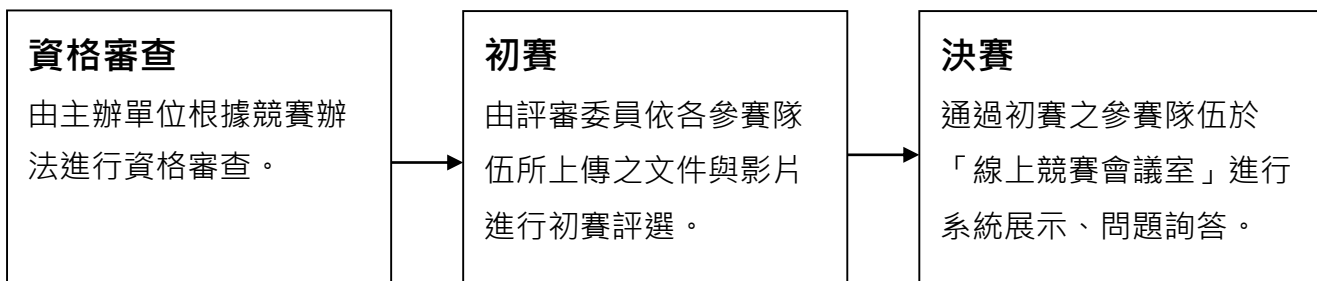 資格審查
由主辦單位根據競賽辦
法進行資格審查。
初賽
由評審委員依各參賽隊
伍所上傳之文件與影片
進行初賽評選。
決賽
通過初賽之參賽隊伍於
「線上競賽會議室」進行
系統展示、問題詢答。